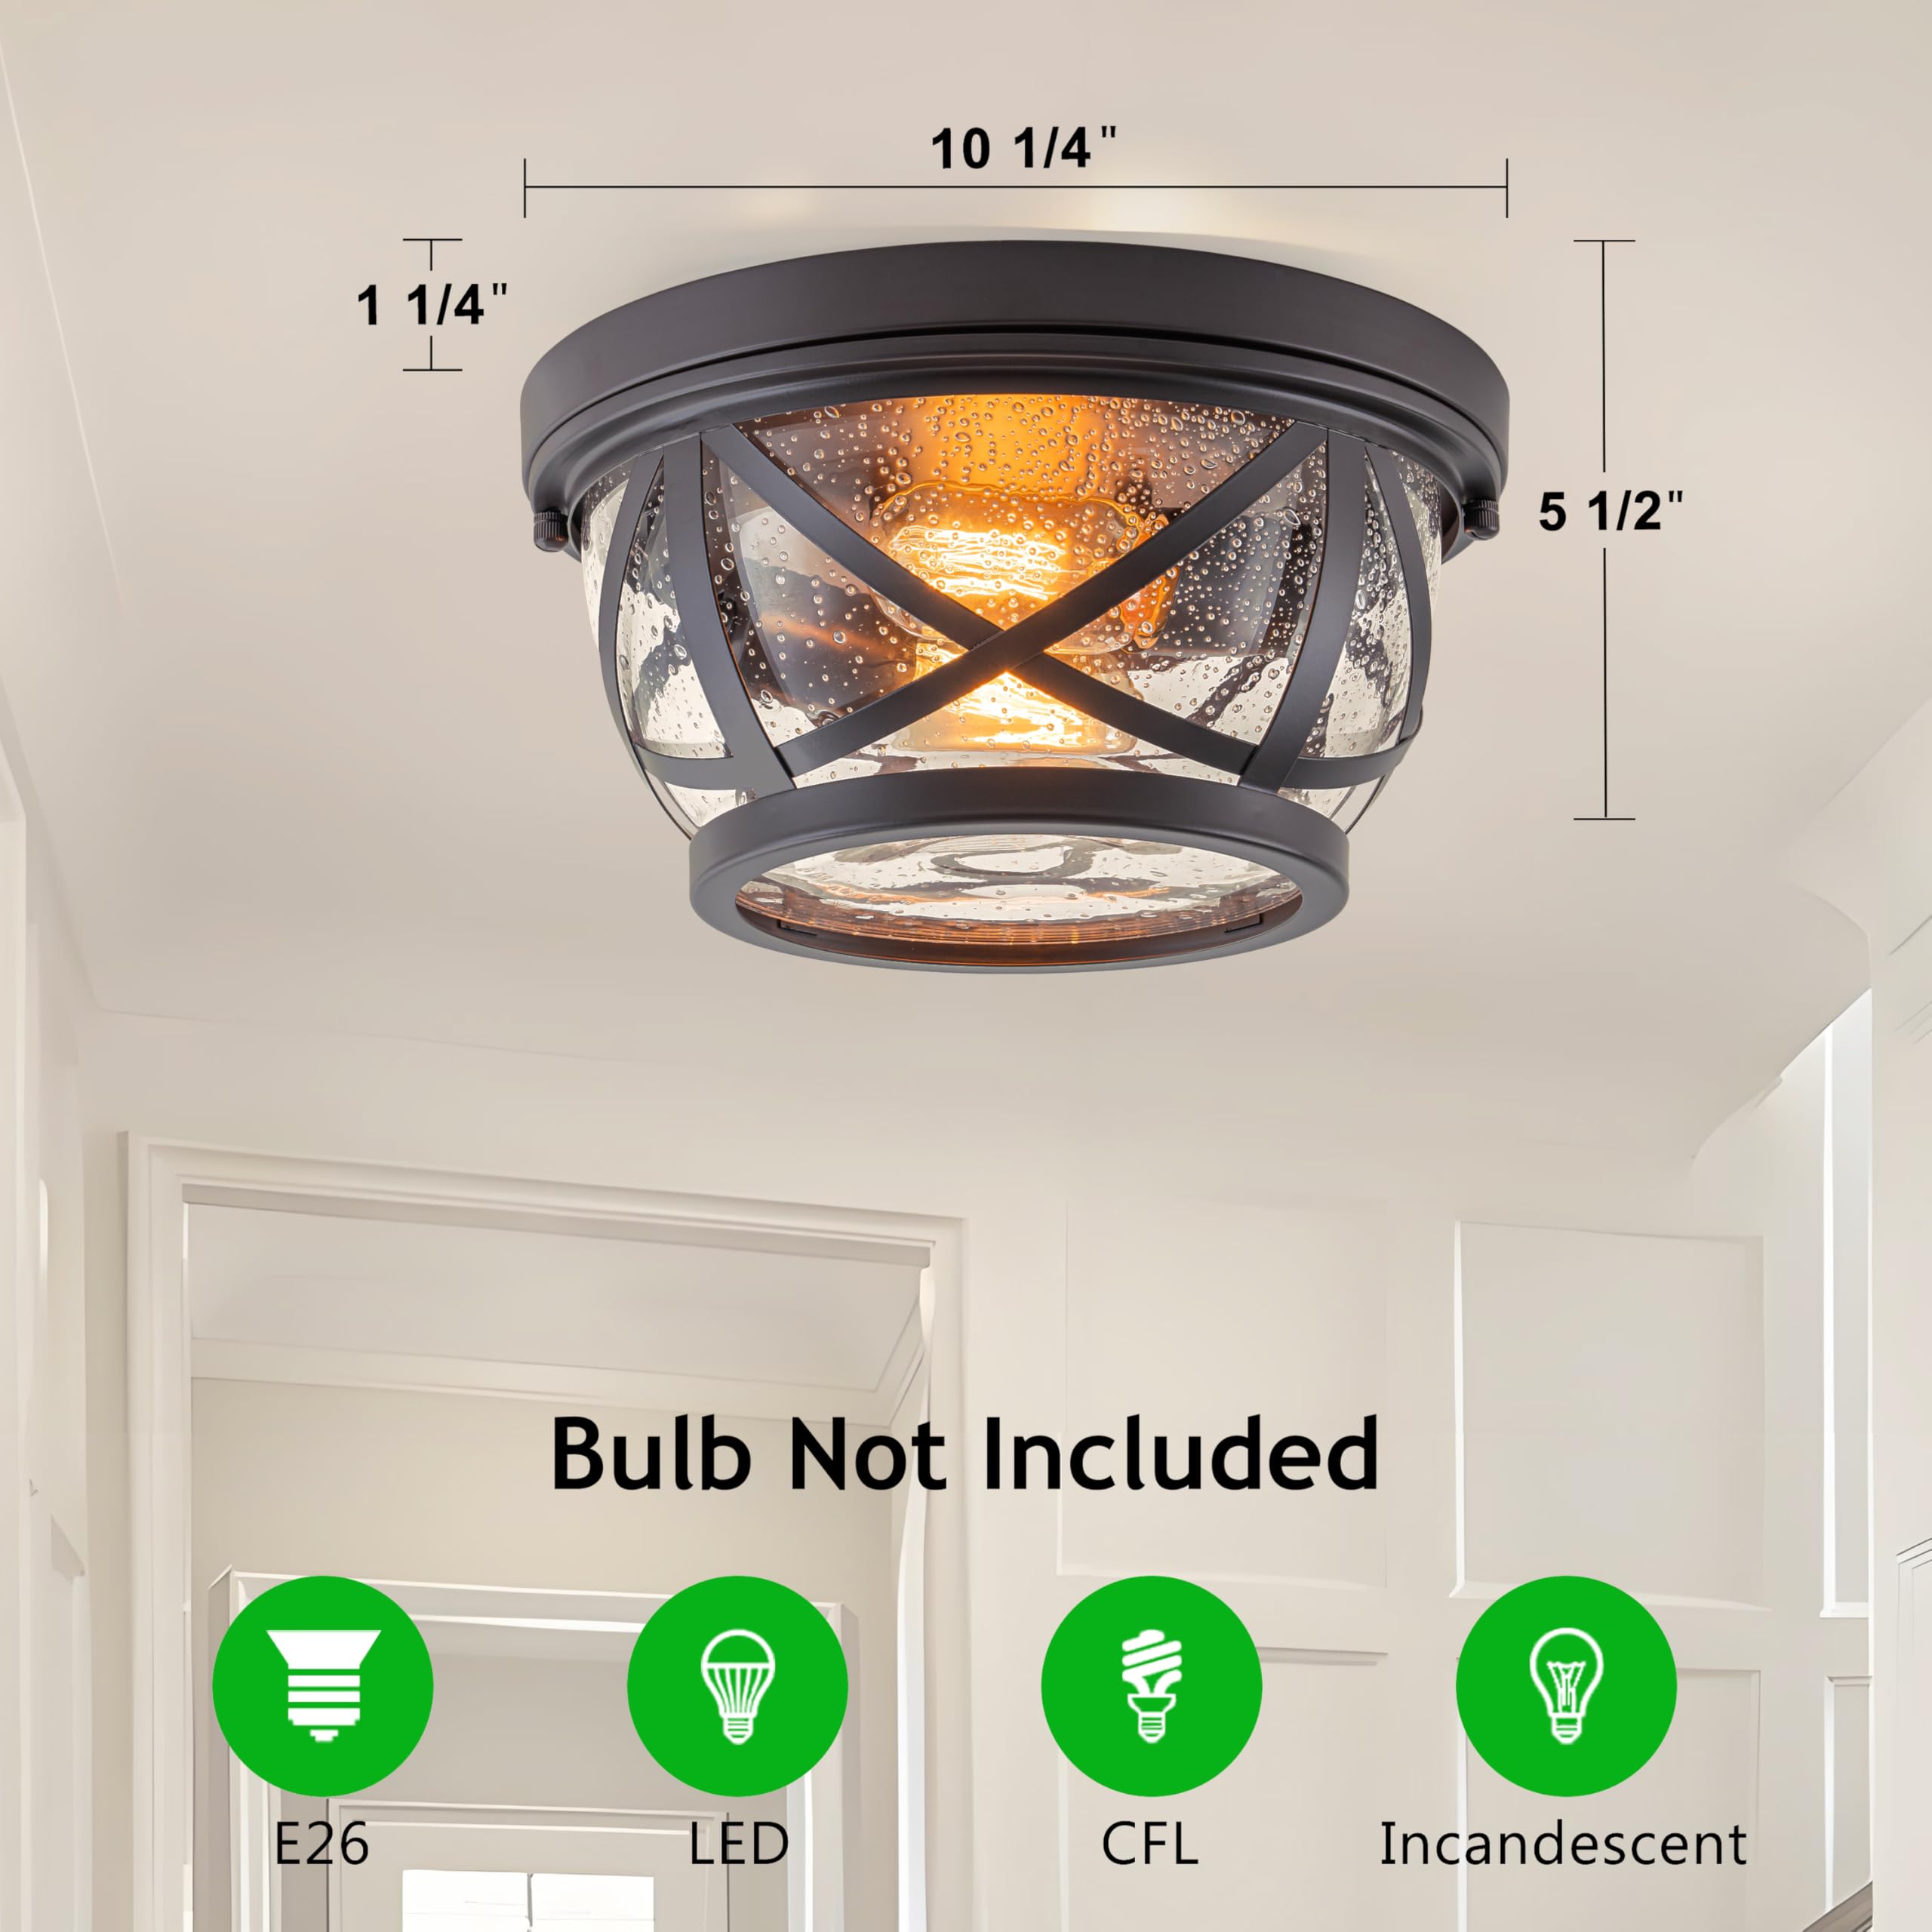 10 1/4"
1 1/4"
5 1/2"
Bulb Not Included
E26
LED
CFL
Incandescent